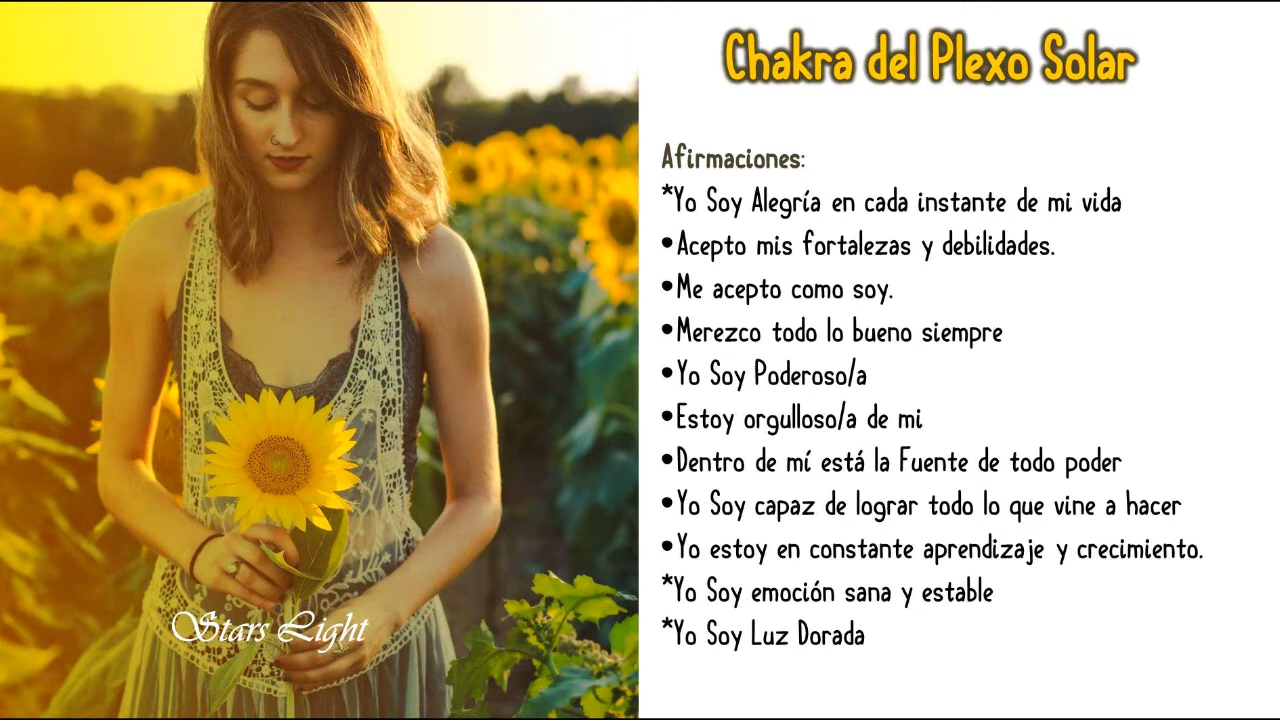 Chakra del Plexo Solar
Afirmaciones:
*Yo Soy Alegría en cada instante de mi vida
•Acepto mis fortalezas y debilidades.
•Me acepto como soy.
•Merezco todo lo bueno siempre
•Yo Soy Poderoso/a
•Estoy orgulloso/a de mi
•Dentro de mí está la Fuente de todo poder
•Yo Soy capaz de lograr todo lo que vine a hacer
•Yo estoy en constante aprendizaje y crecimiento.
*Yo Soy emoción sana y estable
*Yo Soy Luz Dorada
Stars Light